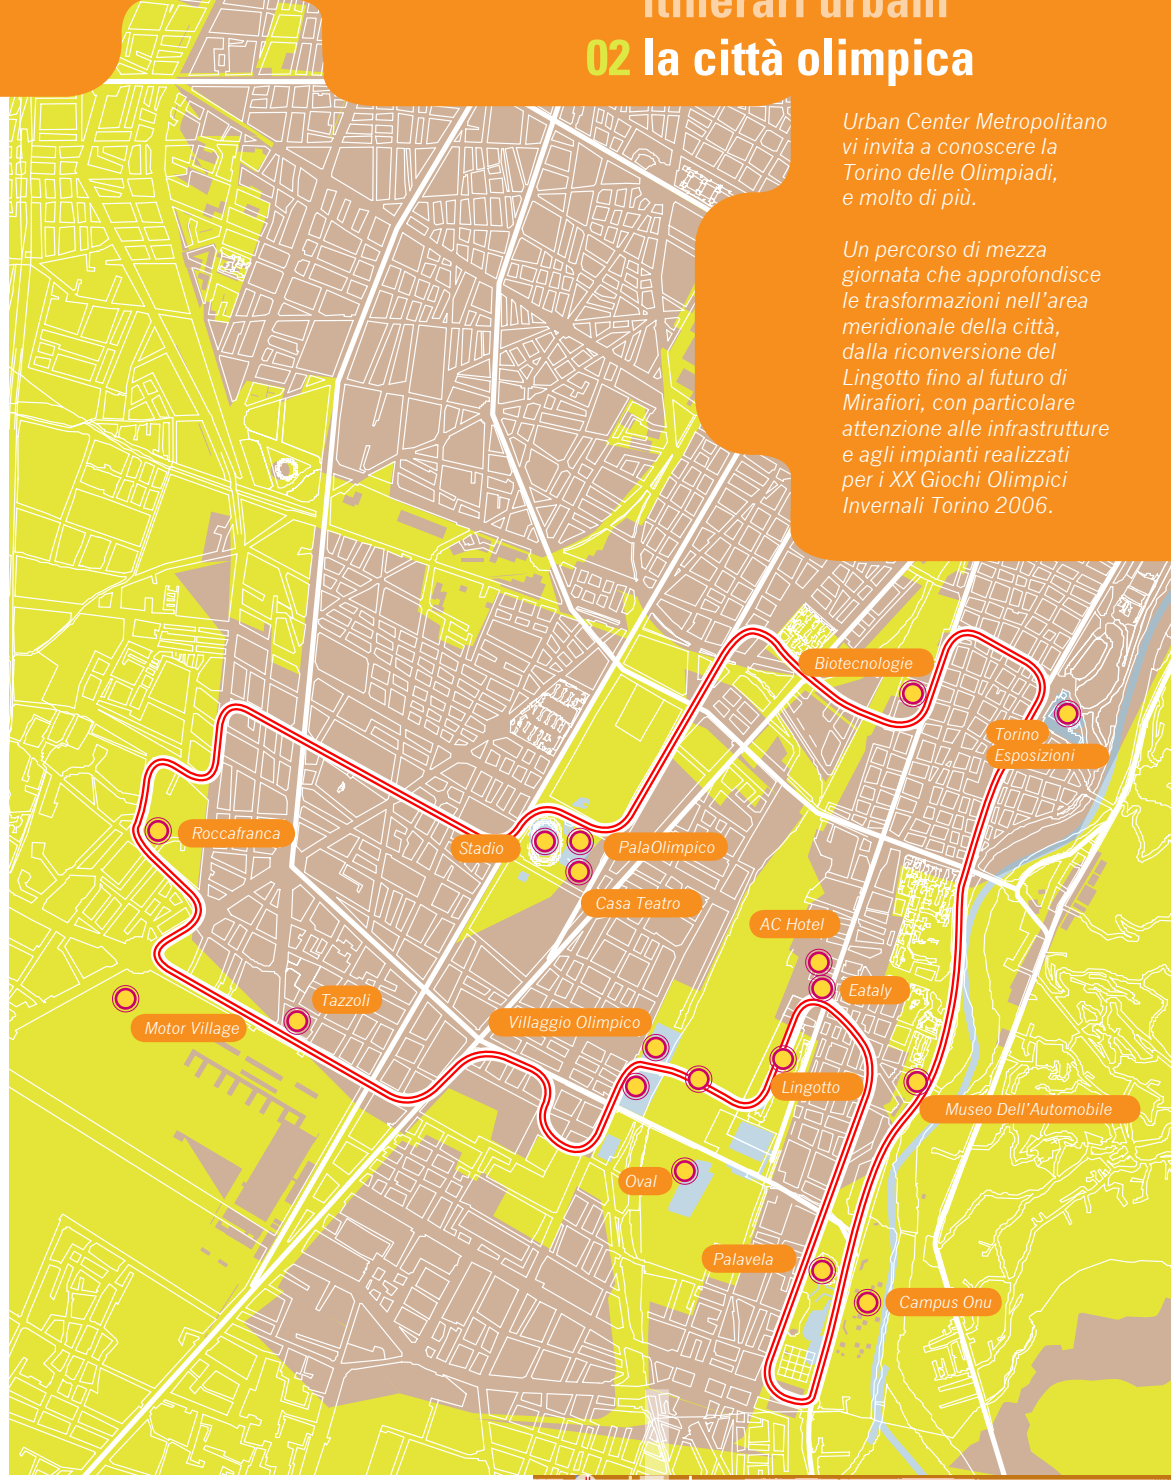 itinerari urbani
02 la città olimpica
Urban Center Metropolitano
vi invita a conoscere la
Torino delle Olimpiadi,
e molto di più.
Un percorso di mezza
giornata che approfondisce
le trasformazioni nell'area
meridionale della città,
dalla riconversione del
Lingotto fino al futuro di
Mirafiori, con particolare
attenzione alle infrastrutture
e agli impianti realizzati
per i XX Giochi Olimpici
Invernali Torino 2006.
Biotecnologie
Torino
Esposizioni
Roccafranca
Stadio
PalaOlimpico
Casa Teatro
AC Hotel
Eataly
Tazzoli
Motor Village
Villaggio Olimpico
Lingotto
Museo Dell'Automobile
Oval
Palavela
Campus Onu